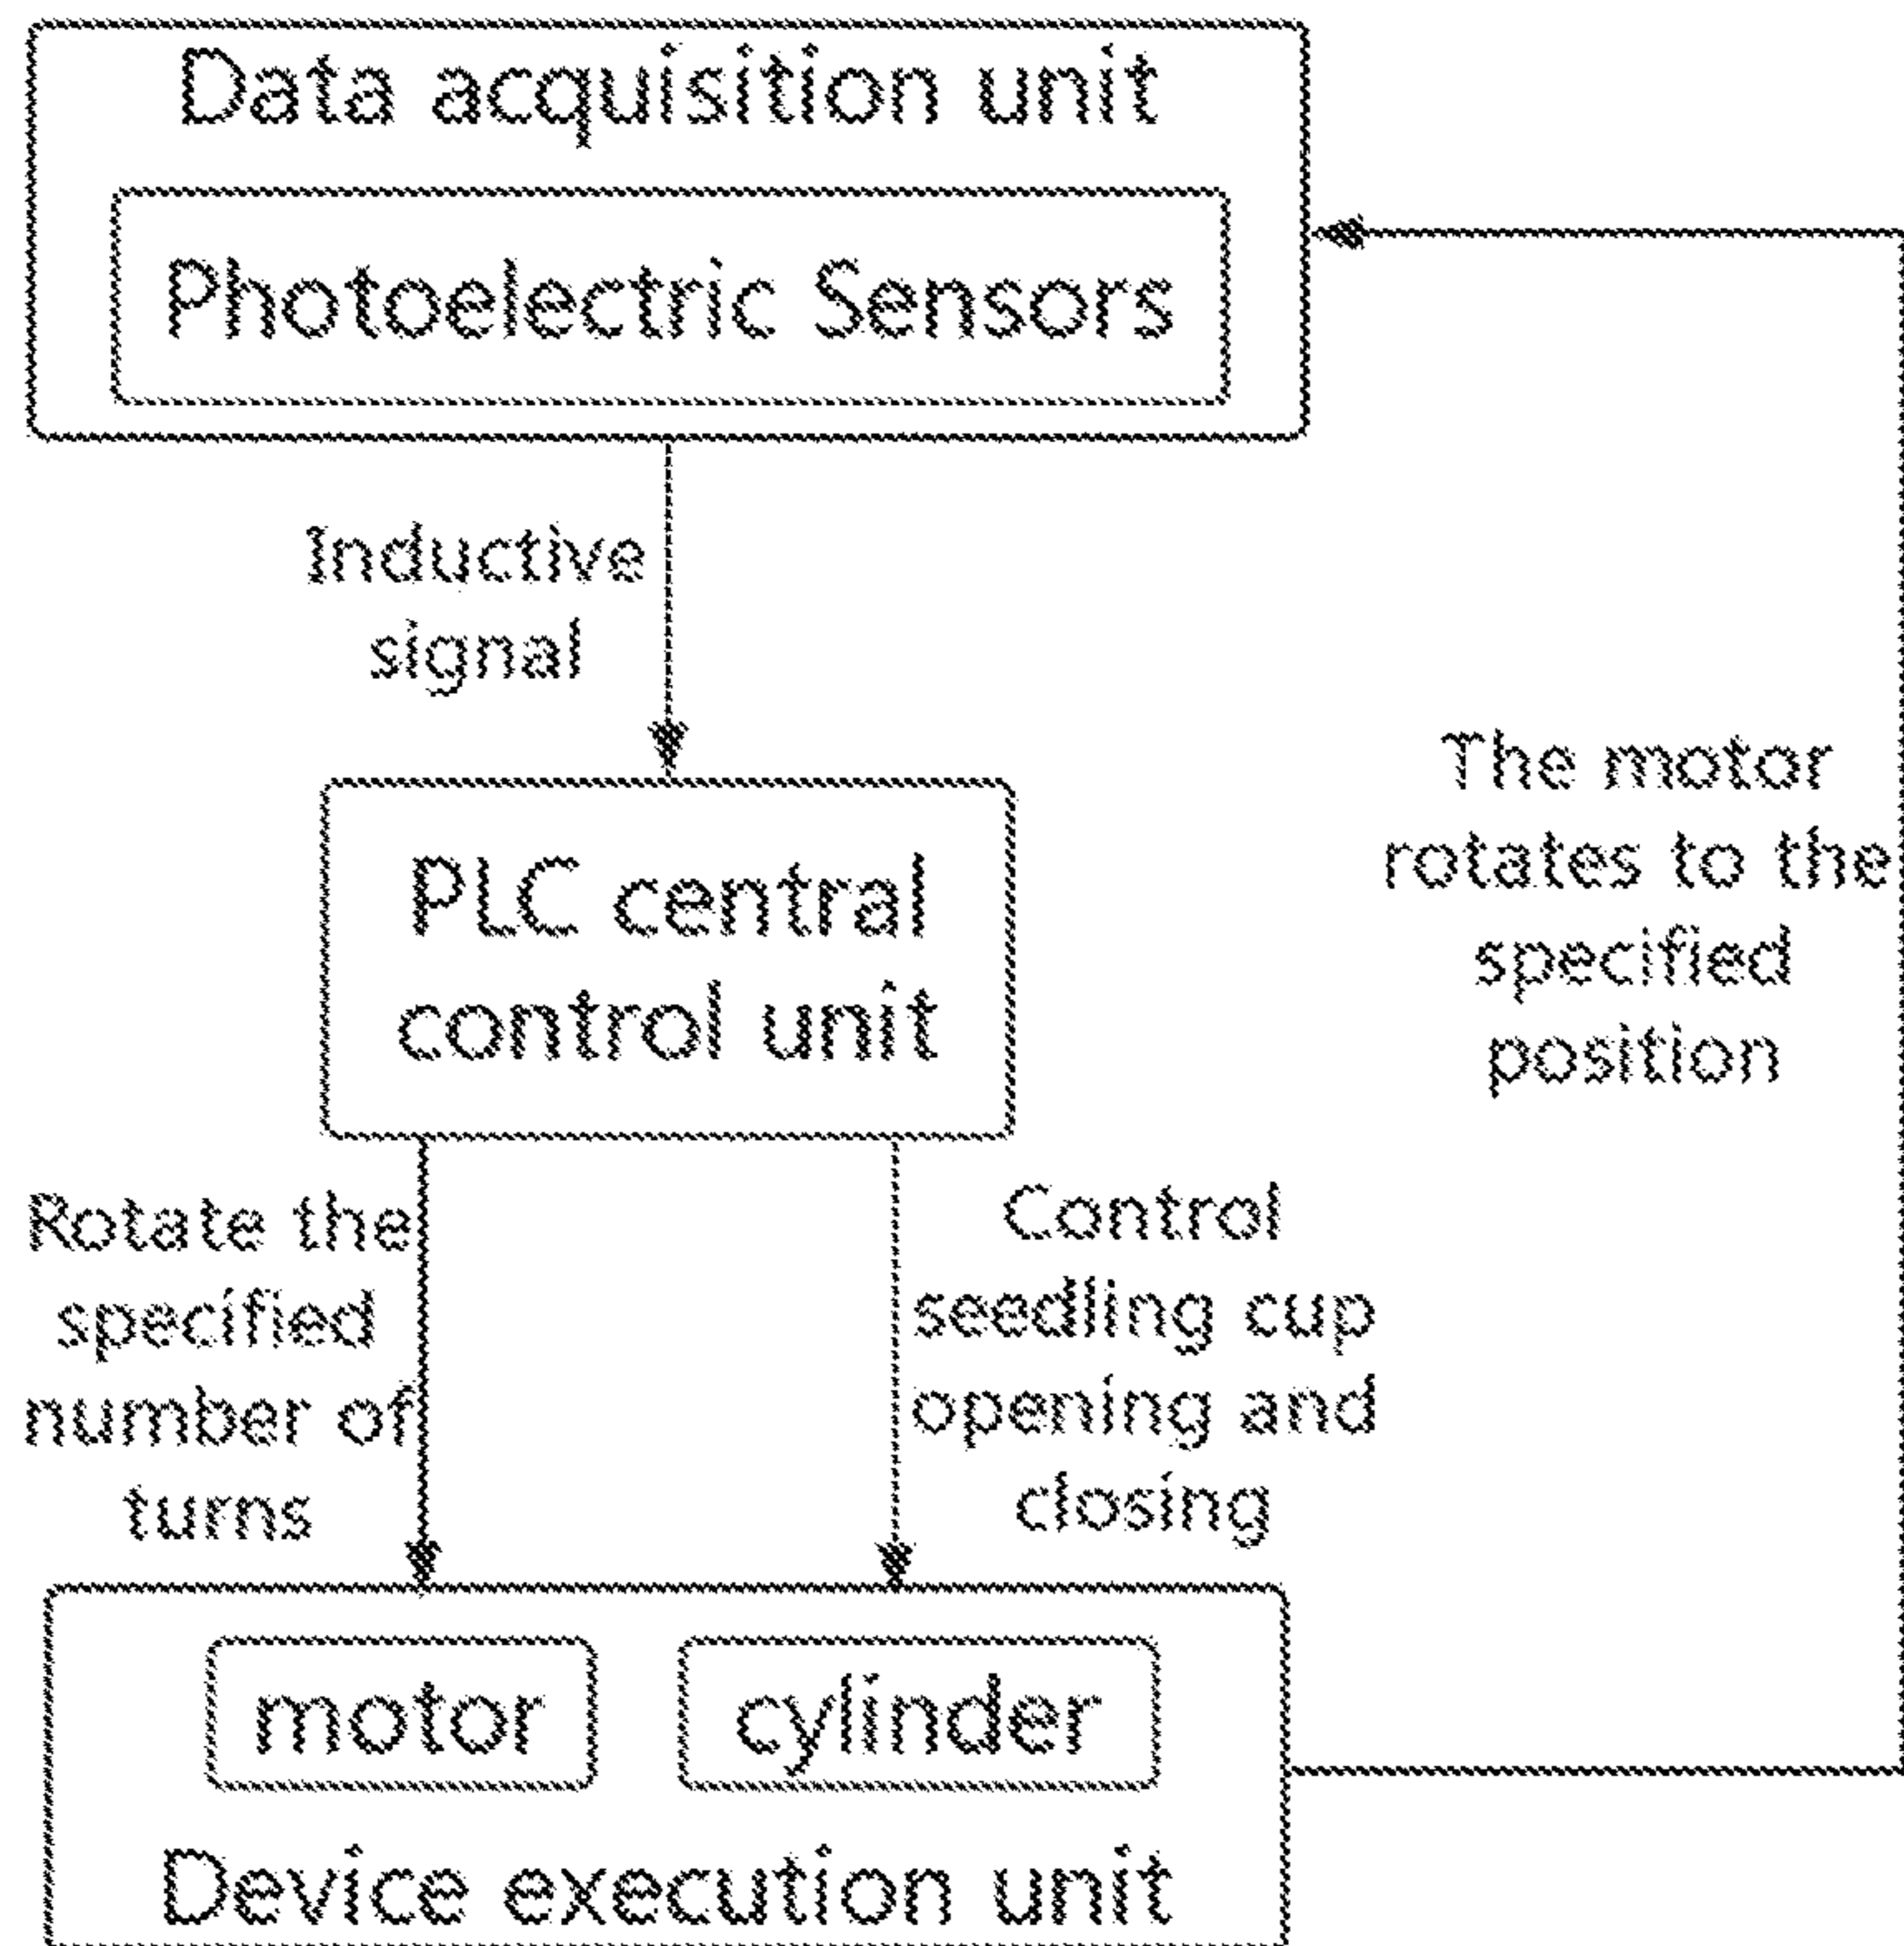 Data acquisition unit
Photoelectric Sensors
Inductive
signal
The motor
rotates to the
specified
position
PLC central
control unit
Rotate the
specified
number of
turns
Control
seedling cup
opening and
closing
motor
cylinder
Device execution unit